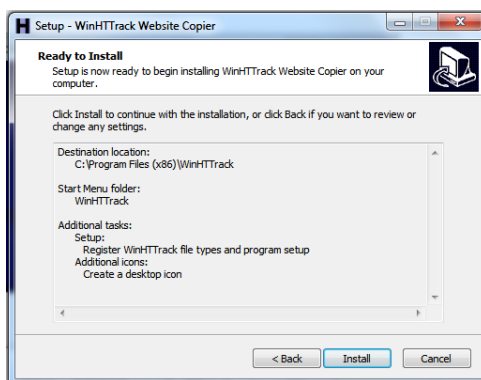 Setup - WinHTTrack Website Copier
Ready to Install
Setup is now ready to begin installing WinHTTrack Website Copier on your
computer.
Click Install to continue with the installation, or click Back if you want to review or
change any settings.
Destination location:
C:\Program Files (x86)\WinHTTrack
Start Menu folder:
WinHTTrack
Additional tasks:
Setup:
Register WinHTTrack file types and program setup
Additional icons:
Create a desktop icon
< Back
Install
Cancel